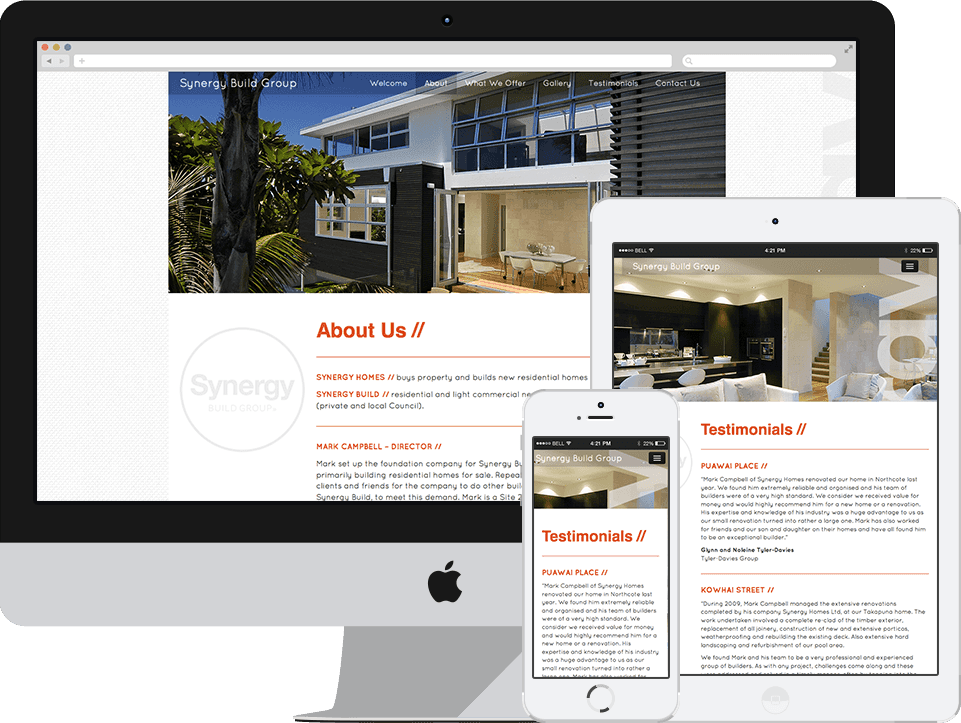 Synergy Build Group
Welcome About What We Offer Gallery Testimonials Contact Us
Synergy
BUILD GROUP
About Us //
SYNERGY HOMES // buys property and builds new residential homes
SYNERGY BUILD // residential and light commercial
(private and local Council).
MARK CAMPBELL – DIRECTOR //
Mark set up the foundation company for Synergy
primarily building residential homes for sale.
clients and friends for the company to do other
Synergy Build, to meet this demand. Mark is a Site
BELL 4:21 PM 22%
Synergy Build Group
Testimonials //
PUAWAI PLACE //
"Mark Campbell of Synergy Homes renovated our home in Northcote last
year. We found him extremely reliable and organised and his team of
builders were of a very high standard. We consider we received value for
money and would highly recommend him for a new home or a renovation.
His expertise and knowledge of his industry was a huge advantage to us as
our small renovation turned into rather a large one. Mark has also worked
for friends and our son and daughter on their homes and have all found him
to be an exceptional builder."
Glynn and Noleine Tyler-Davies
Tyler-Davies Group
KOWHAI STREET //
"During 2009, Mark Campbell managed the extensive renovations
completed by his company Synergy Homes Ltd, at our Takapuna home. The
work undertaken involved a complete re-clad of the timber exterior,
replacement of all joinery, construction of new and extensive porticos,
weatherproofing and rebuilding the existing deck. Also extensive hard
landscaping and refurbishment of our pool area.
We found Mark and his team to be a very professional and experienced
group of builders. As with any project, challenges come along and these
BELL 4:21 PM 22%
Synergy Build Group
Testimonials //
PUAWAI PLACE //
"Mark Campbell of Synergy Homes
renovated our home in Northcote last
year. We found him extremely reliable
and organised and his team of builders
were of a very high standard. We
consider we received value for money
and would highly recommend him for a
new home or a renovation. His
expertise and knowledge of his industry
was a huge advantage to us as our
small renovation turned into rather a
large one. Mark has also worked for